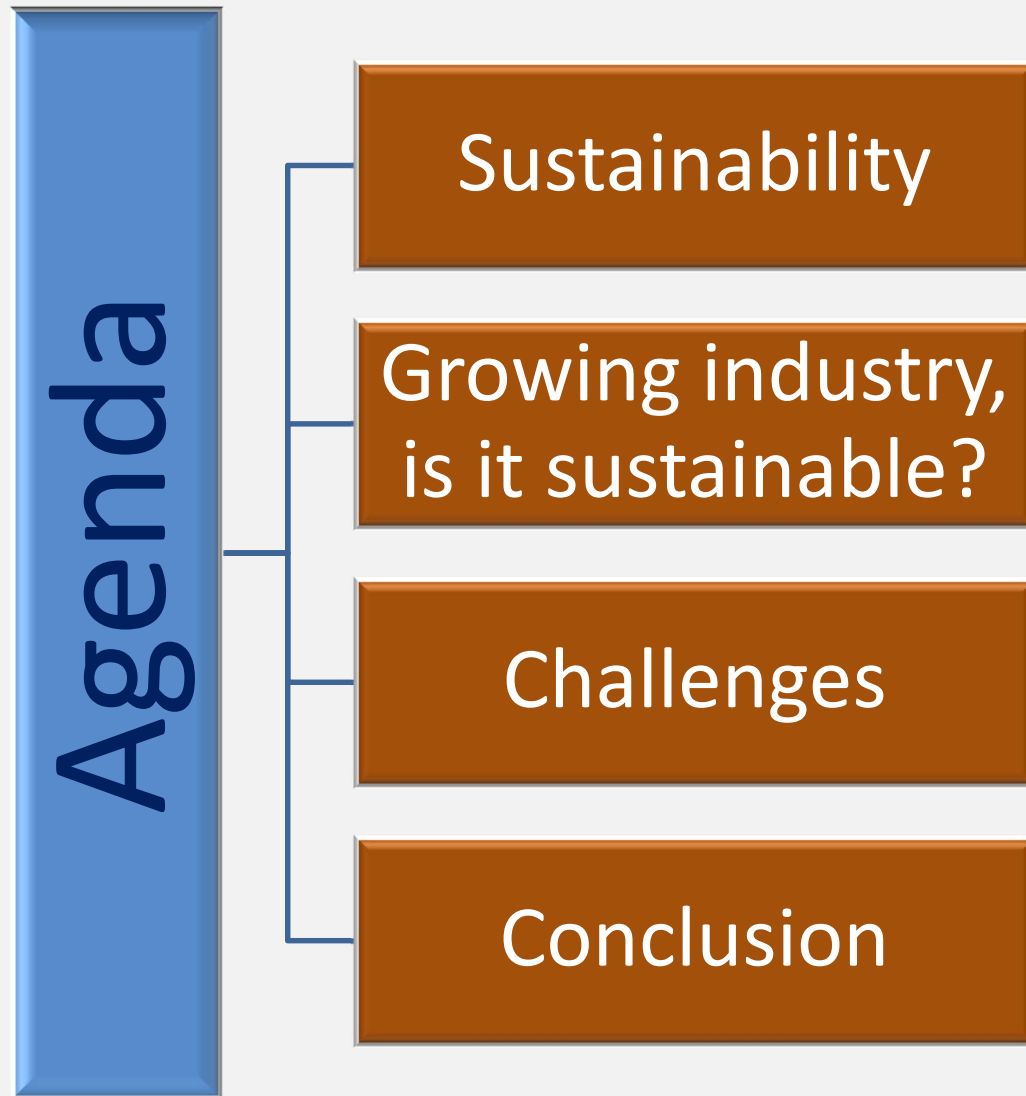 Agenda
Sustainability
Growing industry,
is it sustainable?
Challenges
Conclusion